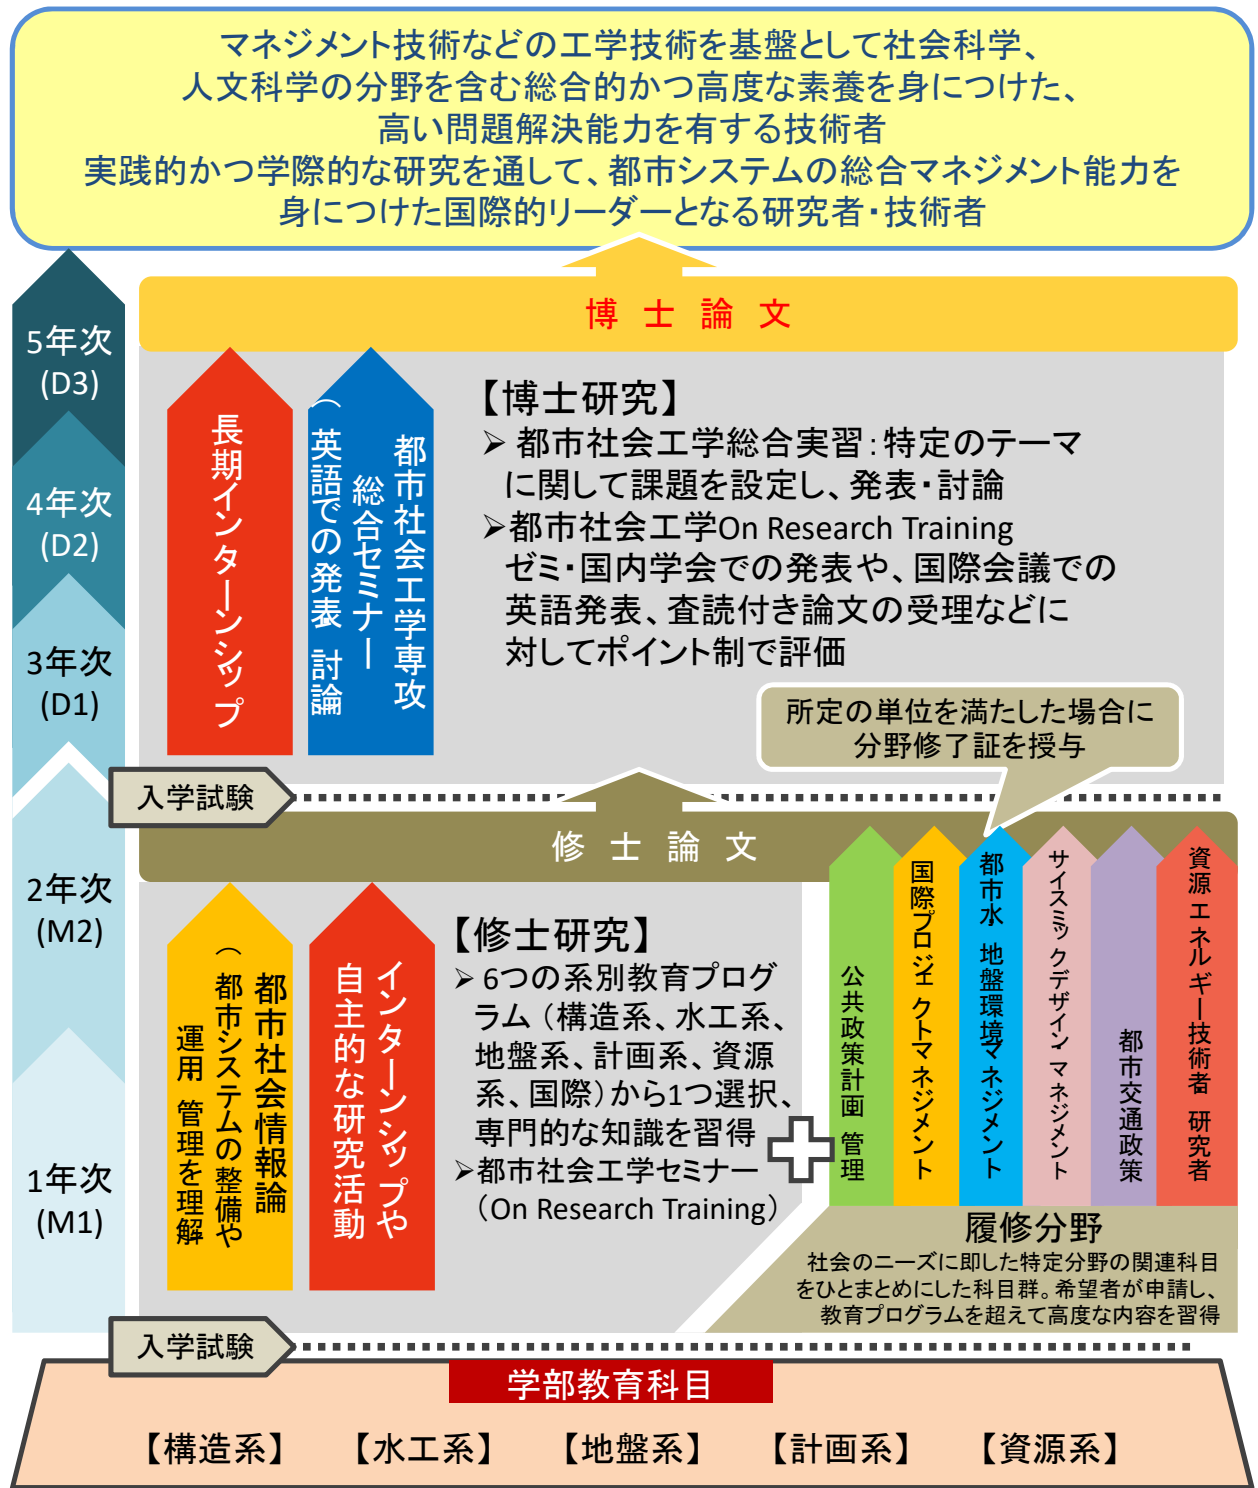 マネジメント技術などの工学技術を基盤として社会科学、
人文科学の分野を含む総合的かつ高度な素養を身につけた、
高い問題解決能力を有する技術者
実践的かつ学際的な研究を通して、都市システムの総合マネジメント能力を
身につけた国際的リーダーとなる研究者・技術者
博士論文
5年次
(D3)
4年次
(D2)
3年次
(D1)
長期インターンシップ
都市社会工学専攻
総合セミナー
(英語での発表・討論
【博士研究】
➢ 都市社会工学総合実習:特定のテーマ
に関して課題を設定し、発表・討論
➢都市社会工学On Research Training
ゼミ・国内学会での発表や、国際会議での
英語発表、査読付き論文の受理などに
対してポイント制で評価
所定の単位を満たした場合に
分野修了証を授与
入学試験
修士論文
2年次
(M2)
1年次
(M1)
都市社会情報論
(都市システムの整備や
運用・管理を理解
インターンシップや
自主的な研究活動
【修士研究】
➢ 6つの系別教育プログ
ラム(構造系、水工系、
地盤系、計画系、資源
系、国際)から1つ選択、
専門的な知識を習得
➢都市社会工学セミナー
(On Research Training)
公共政策計画・管理
国際プロジェクトマネジメント
都市水・地盤環境マネジメント
サイスミックデザイン・マネジメント
都市交通政策
資源エネルギー技術者・研究者
履修分野
社会のニーズに即した特定分野の関連科目
をひとまとめにした科目群。希望者が申請し、
教育プログラムを超えて高度な内容を習得
入学試験
学部教育科目
【構造系】 【水工系】 【地盤系】 【計画系】 【資源系】